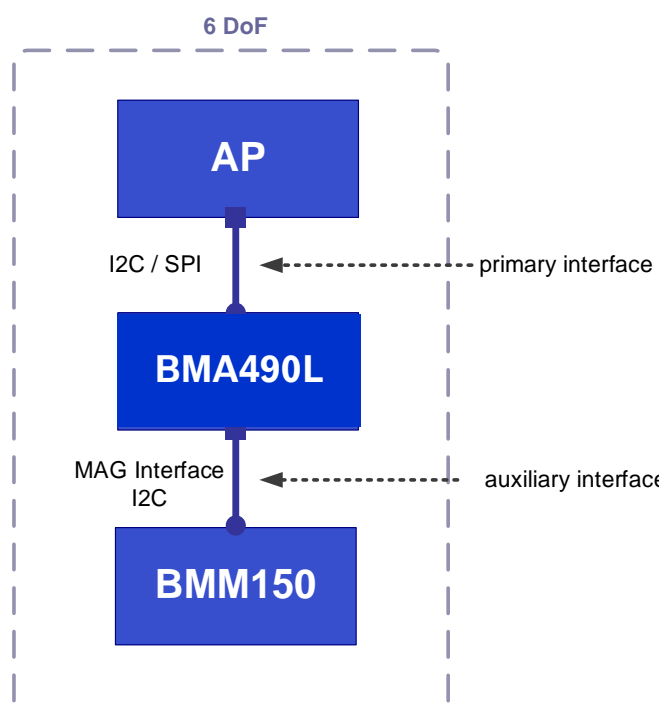 6 DoF
AP
I2C / SPI
primary interface
BMA490L
MAG Interface
I2C
auxiliary interface
BMM150